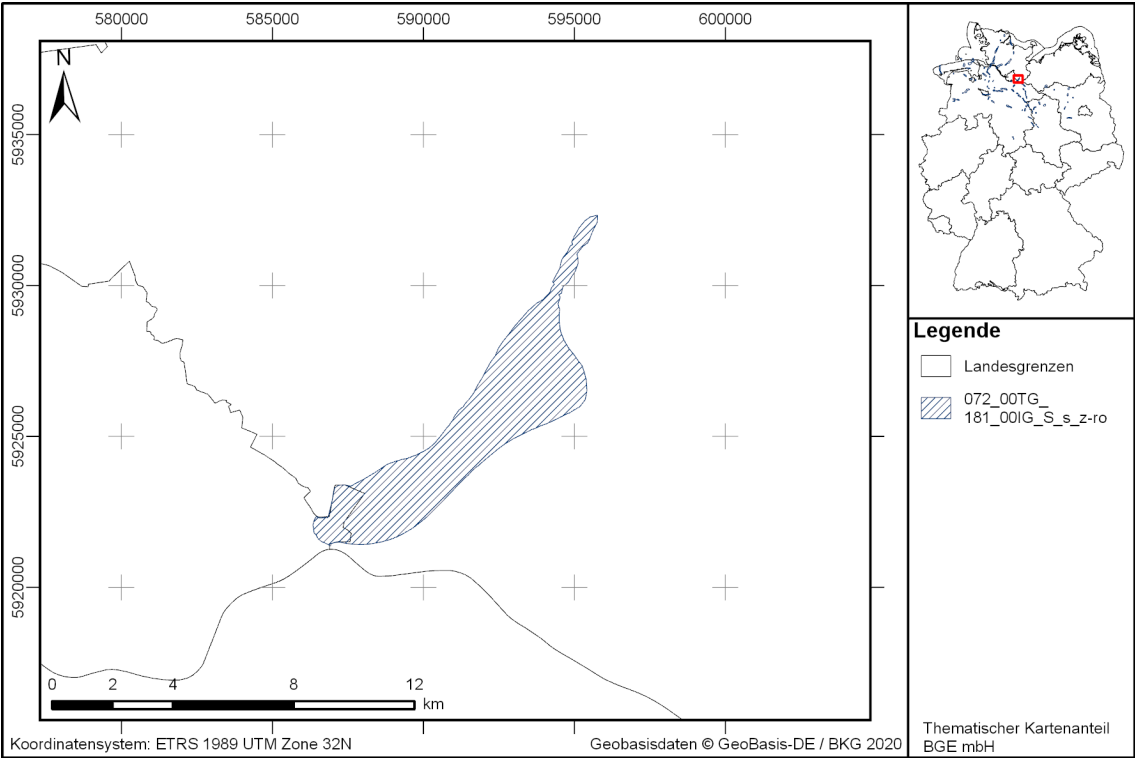 580000 585000 590000 595000 600000
N
5935000
5930000
5925000
5920000
0 2 4 8 12
km
Koordinatensystem: ETRS 1989 UTM Zone 32N
Geobasisdaten © GeoBasis-DE / BKG 2020
Legende
Landesgrenzen
072_00TG_
181_00IG_S_s_z-ro
Thematischer Kartenanteil
BGE mbH